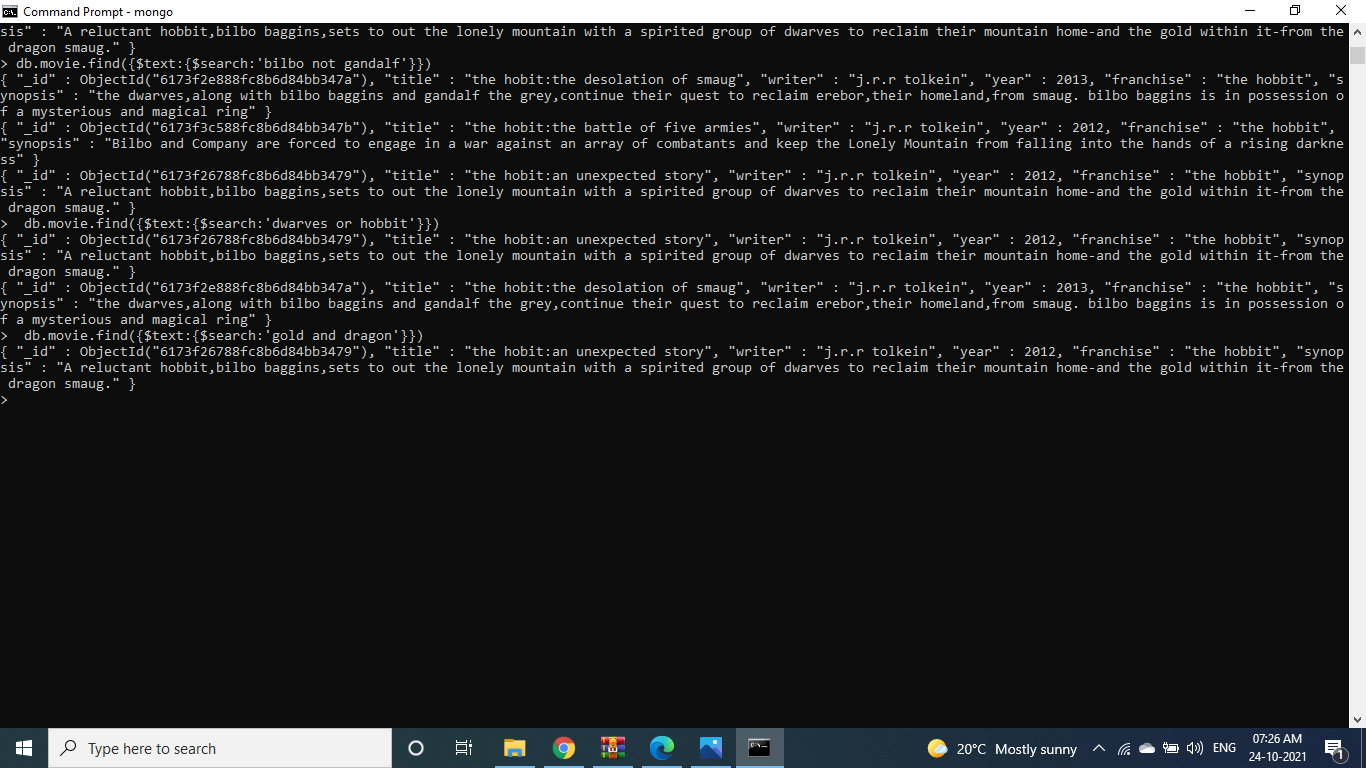 Command Prompt - mongo
sis" : "A reluctant hobbit,bilbo baggins,sets to out the lonely mountain with a spirited group of dwarves to reclaim their mountain home-and the gold within it-from the
 dragon smaug." }
> db.movie.find({$text:{$search:'bilbo not gandalf'}})
{ "_id" : ObjectId("6173f2e888fc8b6d84bb347a"), "title" : "the hobit:the desolation of smaug", "writer" : "j.r.r tolkein", "year" : 2013, "franchise" : "the hobbit", "s
ynopsis" : "the dwarves,along with bilbo baggins and gandalf the grey,continue their quest to reclaim erebor,their homeland,from smaug. bilbo baggins is in possession o
f a mysterious and magical ring" }
{ "_id" : ObjectId("6173f3c588fc8b6d84bb347b"), "title" : "the hobit:the battle of five armies", "writer" : "j.r.r tolkein", "year" : 2012, "franchise" : "the hobbit",
"synopsis" : "Bilbo and Company are forced to engage in a war against an array of combatants and keep the Lonely Mountain from falling into the hands of a rising darkne
ss" }
{ "_id" : ObjectId("6173f26788fc8b6d84bb3479"), "title" : "the hobit:an unexpected story", "writer" : "j.r.r tolkein", "year" : 2012, "franchise" : "the hobbit", "synop
sis" : "A reluctant hobbit,bilbo baggins,sets to out the lonely mountain with a spirited group of dwarves to reclaim their mountain home-and the gold within it-from the
 dragon smaug." }
>  db.movie.find({$text:{$search:'dwarves or hobbit'}})
{ "_id" : ObjectId("6173f26788fc8b6d84bb3479"), "title" : "the hobit:an unexpected story", "writer" : "j.r.r tolkein", "year" : 2012, "franchise" : "the hobbit", "synop
sis" : "A reluctant hobbit,bilbo baggins,sets to out the lonely mountain with a spirited group of dwarves to reclaim their mountain home-and the gold within it-from the
 dragon smaug." }
{ "_id" : ObjectId("6173f2e888fc8b6d84bb347a"), "title" : "the hobit:the desolation of smaug", "writer" : "j.r.r tolkein", "year" : 2013, "franchise" : "the hobbit", "s
ynopsis" : "the dwarves,along with bilbo baggins and gandalf the grey,continue their quest to reclaim erebor,their homeland,from smaug. bilbo baggins is in possession o
f a mysterious and magical ring" }
>  db.movie.find({$text:{$search:'gold and dragon'}})
{ "_id" : ObjectId("6173f26788fc8b6d84bb3479"), "title" : "the hobit:an unexpected story", "writer" : "j.r.r tolkein", "year" : 2012, "franchise" : "the hobbit", "synop
sis" : "A reluctant hobbit,bilbo baggins,sets to out the lonely mountain with a spirited group of dwarves to reclaim their mountain home-and the gold within it-from the
 dragon smaug." }
>
Type here to search
20°C Mostly sunny
ENG
07:26 AM
24-10-2021
1